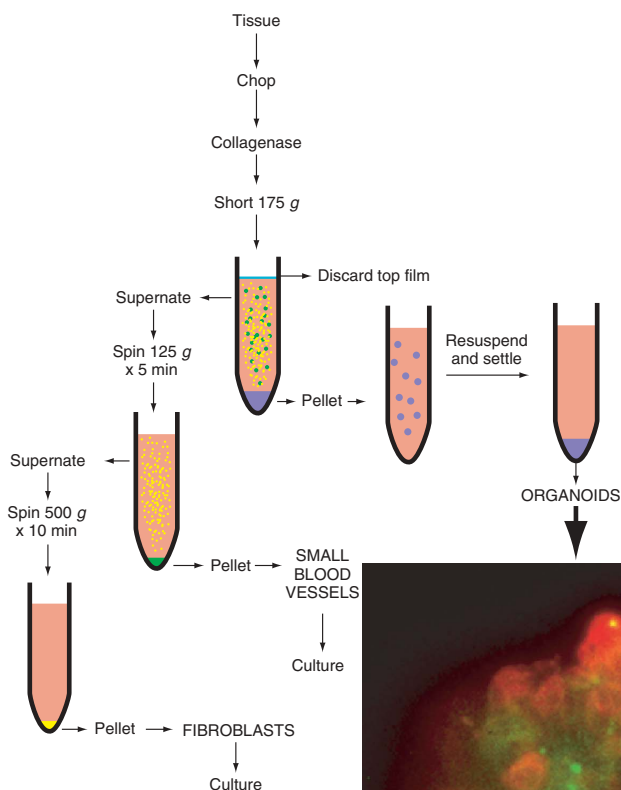 Tissue
Chop
Collagenase
Short 175 g
Discard top film
Supernate
Spin 125 g
x 5 min
Pellet
Resuspend
and settle
ORGANOIDS
Supernate
Spin 500 g
x 10 min
Pellet
SMALL
BLOOD
VESSELS
Culture
Pellet
FIBROBLASTS
Culture